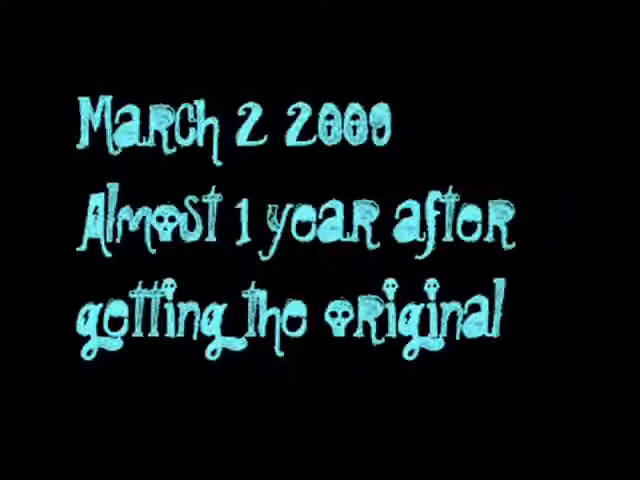 March 2 2009
Almost 1 year after
getting the original